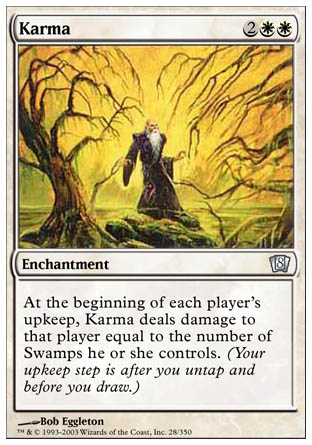 Karma 2
Enchantment 8
At the beginning of each player's
upkeep, Karma deals damage to
that player equal to the number of
Swamps he or she controls. (Your
upkeep step is after you untap and
before you draw.)
Bob Eggleton
™ & © 1993-2003 Wizards of the Coast, Inc. 28/350